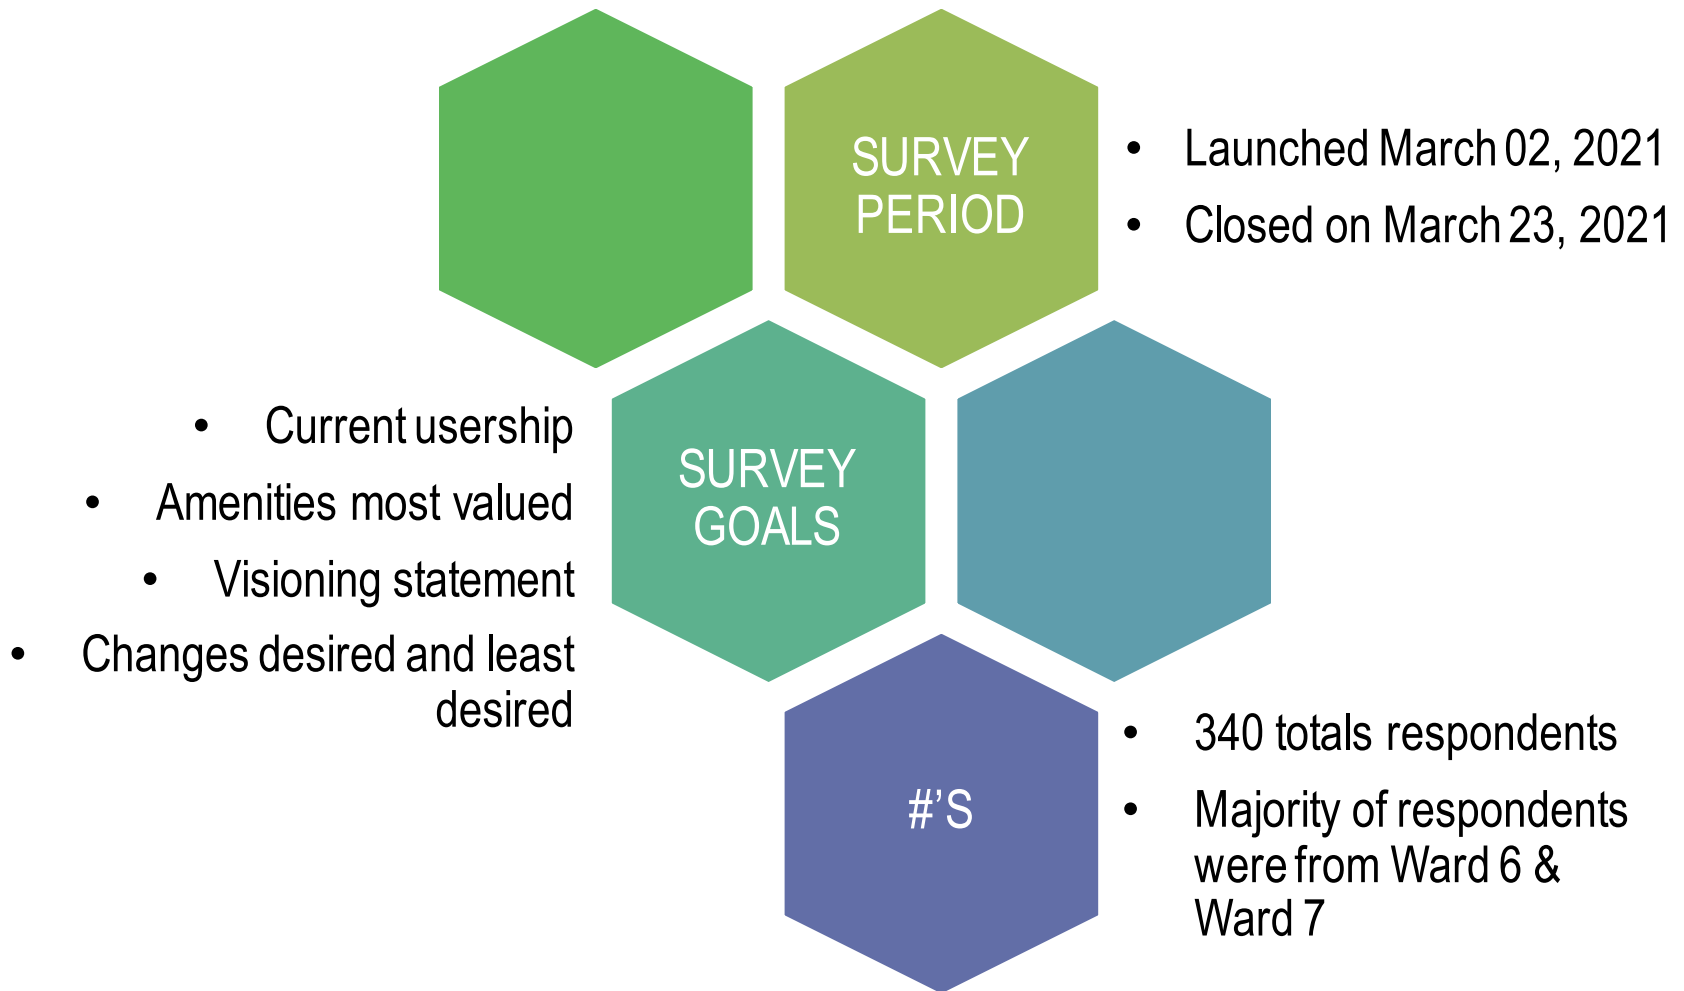 SURVEY
PERIOD
• Launched March 02, 2021
• Closed on March 23, 2021
SURVEY
GOALS
• Current usership
• Amenities most valued
• Visioning statement
• Changes desired and least
desired
#’S
• 340 totals respondents
• Majority of respondents
were from Ward 6 &
Ward 7